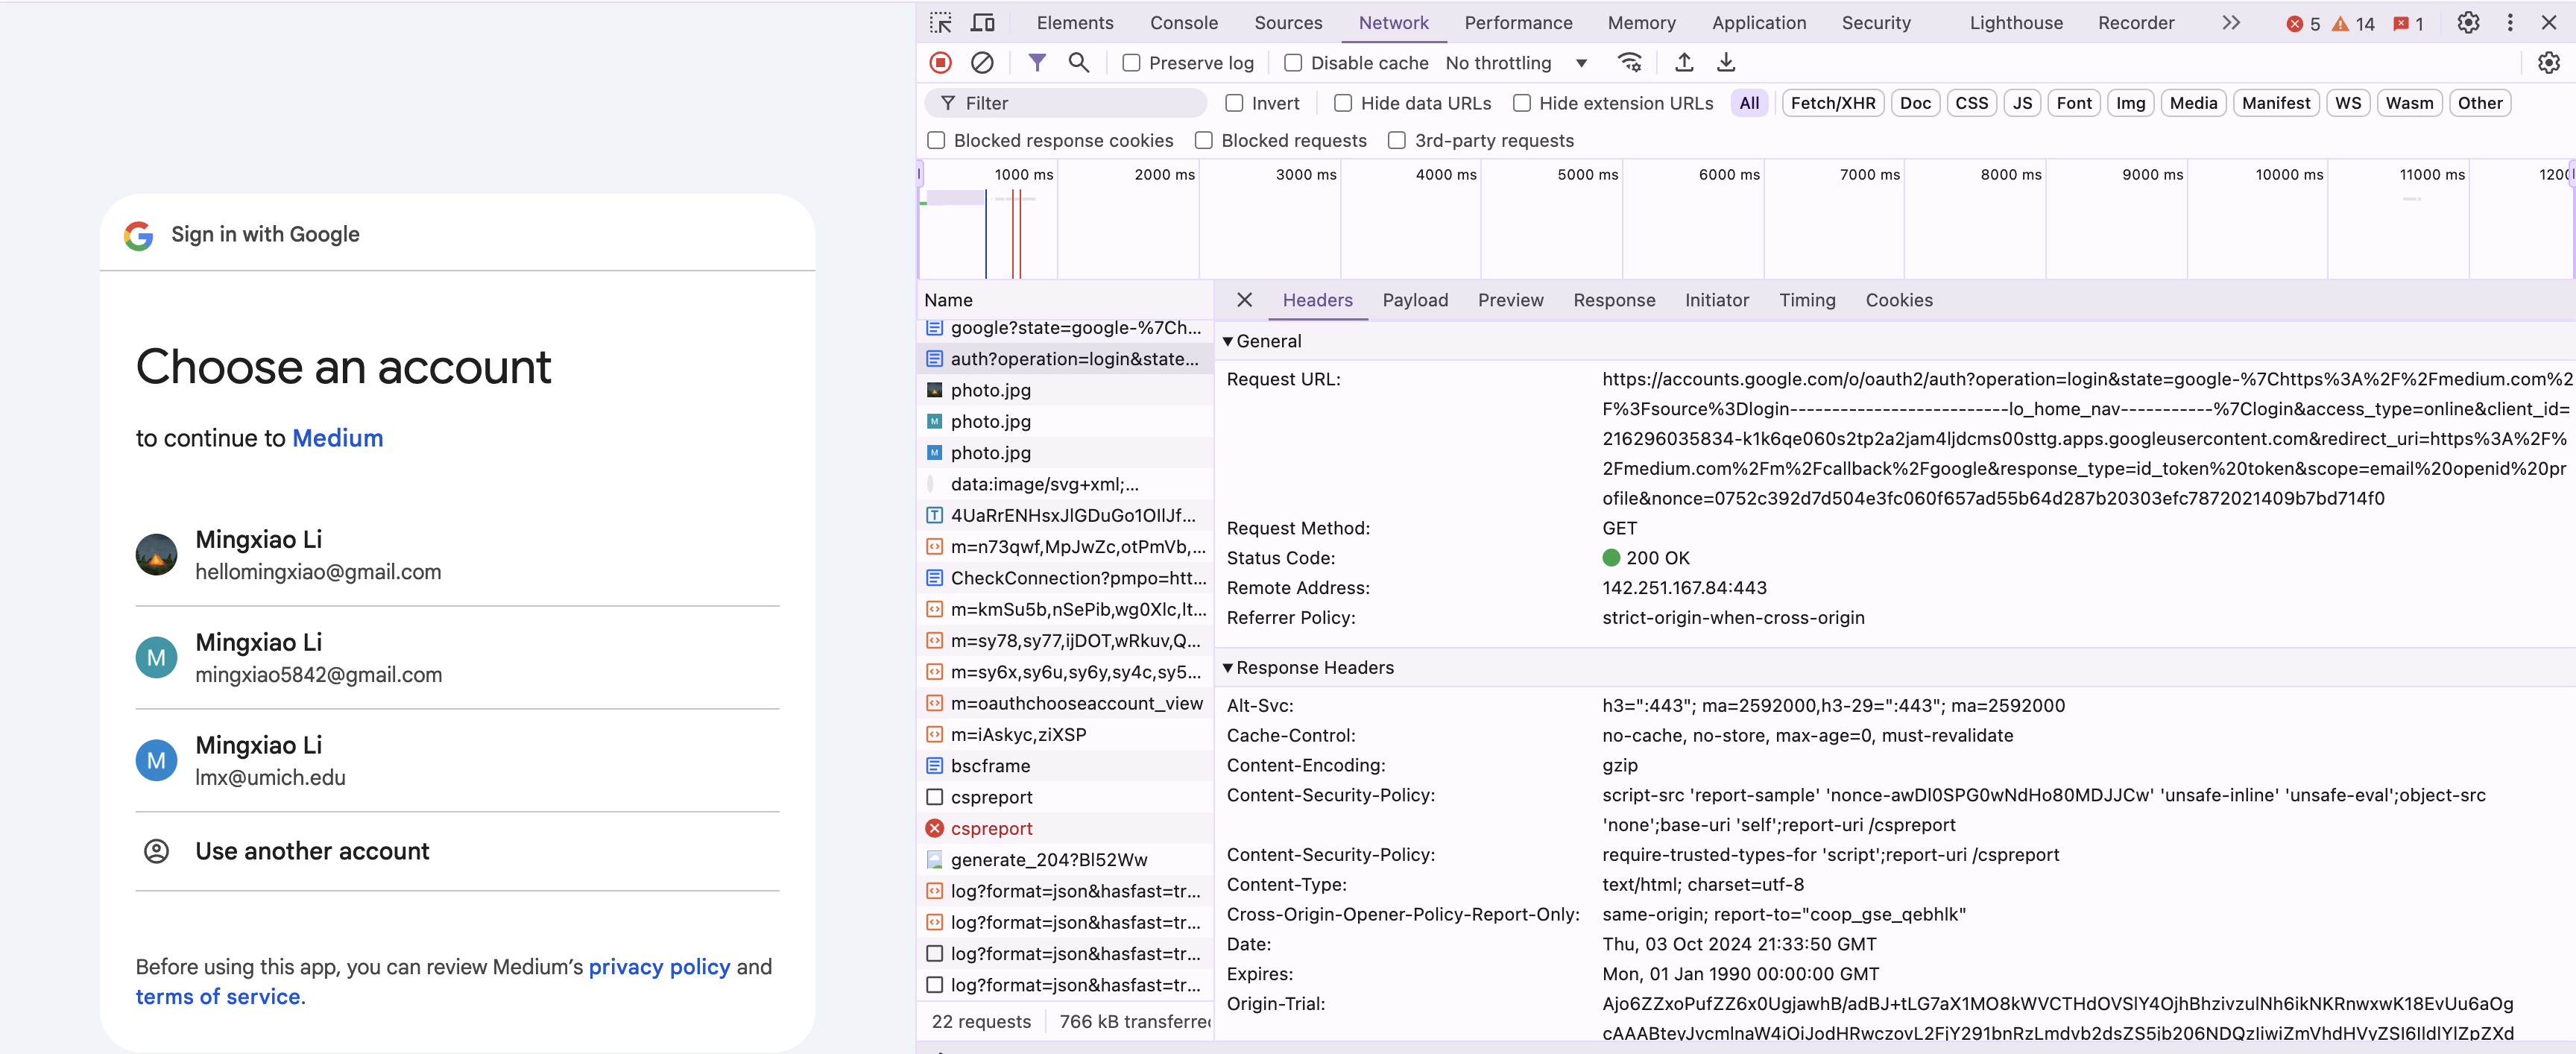 Sign in with Google
Choose an account
to continue to Medium
Mingxiao Li
hellomingxiao@gmail.com
M
Mingxiao Li
mingxiao5842@gmail.com
M
Mingxiao Li
lmx@umich.edu
Use another account
Before using this app, you can review Medium’s privacy policy and
terms of service.
Elements Console Sources Network Performance Memory Application Security Lighthouse Recorder 5 14 1
Preserve log Disable cache No throttling
Filter Invert Hide data URLs Hide extension URLs All Fetch/XHR Doc CSS JS Font Img Media Manifest WS Wasm Other
Blocked response cookies Blocked requests 3rd-party requests
1000 ms 2000 ms 3000 ms 4000 ms 5000 ms 6000 ms 7000 ms 8000 ms 9000 ms 10000 ms 11000 ms
Name
google?state=google-%7Ch...
auth?operation=login&state...
photo.jpg
photo.jpg
photo.jpg
data:image/svg+xml;...
4UaRrENHsxJlGDuGo1OIlJf...
m=n73qwf,MpJwZc,otPmVb,...
CheckConnection?pmpo=htt...
m=kmSu5b,nSePib,wg0XIc,lt...
m=sy78,sy77,ijDOT,wRkuv,Q...
m=sy6x,sy6u,sy6y,sy4c,sy5...
m=oauthchooseaccount_view
m=iAskyc,ziXSP
bscframe
cspreport
cspreport
generate_204?BI52Ww
log?format=json&hasfast=tr...
log?format=json&hasfast=tr...
log?format=json&hasfast=tr...
log?format=json&hasfast=tr...
22 requests 766 kB transferred
Headers Payload Preview Response Initiator Timing Cookies
General
Request URL: https://accounts.google.com/o/oauth2/auth?operation=login&state=google-%7Chttps%3A%2F%2Fmedium.com%2
F%3Fsource%3Dlogin--------------------------lo_home_nav-----------%7Clogin&access_type=online&client_id=
216296035834-k1k6qe060s2tp2a2jam4ljdcms00sttg.apps.googleusercontent.com&redirect_uri=https%3A%2F%
2Fmedium.com%2Fm%2Fcallback%2Fgoogle&response_type=id_token%20token&scope=email%20openid%20pr
ofile&nonce=0752c392d7d504e3fc060f657ad55b64d287b20303efc7872021409b7bd714f0
Request Method: GET
Status Code: 200 OK
Remote Address: 142.251.167.84:443
Referrer Policy: strict-origin-when-cross-origin
Response Headers
Alt-Svc: h3=":443"; ma=2592000,h3-29=":443"; ma=2592000
Cache-Control: no-cache, no-store, max-age=0, must-revalidate
Content-Encoding: gzip
Content-Security-Policy: script-src 'report-sample' 'nonce-awDl0SPG0wNdHo80MDJJCw' 'unsafe-inline' 'unsafe-eval';object-src
'none';base-uri 'self';report-uri /cspreport
Content-Security-Policy: require-trusted-types-for 'script';report-uri /cspreport
Content-Type: text/html; charset=utf-8
Cross-Origin-Opener-Policy-Report-Only: same-origin; report-to="coop_gse_qebhlk"
Date: Thu, 03 Oct 2024 21:33:50 GMT
Expires: Mon, 01 Jan 1990 00:00:00 GMT
Origin-Trial: Ajo6ZZxoPufZZ6x0UgjawhB/adBJ+tLG7aX1MO8kWVCTHdOVSlY4OjhBhzivzulNh6ikNKRnwxwK18EvUu6aOg